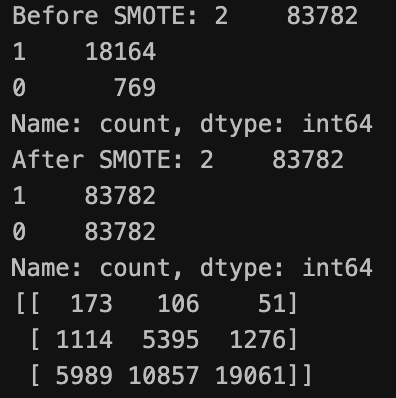 Before SMOTE: 2    83782
1    18164
0      769
Name: count, dtype: int64
After SMOTE: 2    83782
1    83782
0    83782
Name: count, dtype: int64
[[  173   106    51]
 [ 1114  5395  1276]
 [ 5989 10857 19061]]